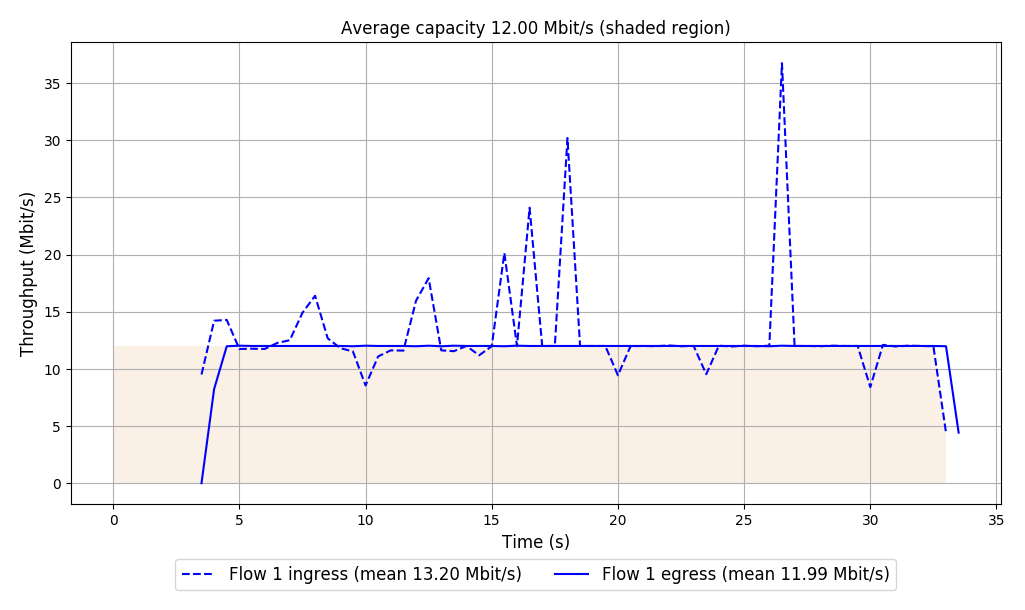 Average capacity 12.00 Mbit/s (shaded region)
Throughput (Mbit/s)
35
30
25
20
15
10
5
0
0 5 10 15 20 25 30 35
Time (s)
Flow 1 ingress (mean 13.20 Mbit/s) Flow 1 egress (mean 11.99 Mbit/s)